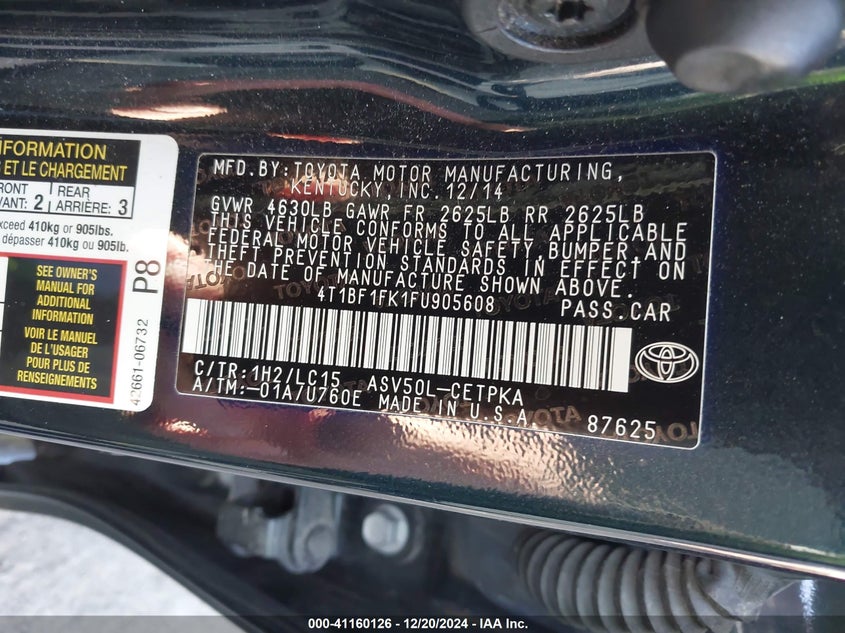 INFORMATION
ET LE CHARGEMENT
FRONT
AVANT: 2
REAR
ARRIÈRE: 3
exceed 410kg or 905lbs.
dépasser 410kg ou 905lb.
SEE OWNER'S
MANUAL FOR
ADDITIONAL
INFORMATION
VOIR LE MANUEL
DE L'USAGER
POUR PLUS DE
RENSEIGNEMENTS
P8
42661-06732
MFD.BY:TOYOTA MOTOR MANUFACTURING,
KENTUCKY,INC.12/14
GVWR 4630LB GAWR FR 2625LB RR 2625LB
THIS VEHICLE CONFORMS TO ALL APPLICABLE
FEDERAL MOTOR VEHICLE SAFETY,BUMPER,AND
THEFT PREVENTION STANDARDS IN EFFECT ON
THE DATE OF MANUFACTURE SHOWN ABOVE.
4T1BF1FK1FU905608 PASS.CAR
C/TR:1H2/LC15 ASV50L-CETPKA
A/TM:-01A/U760E MADE IN U.S.A.
87625
TOYOTA
000-41160126 - 12/20/2024 - IAA Inc.